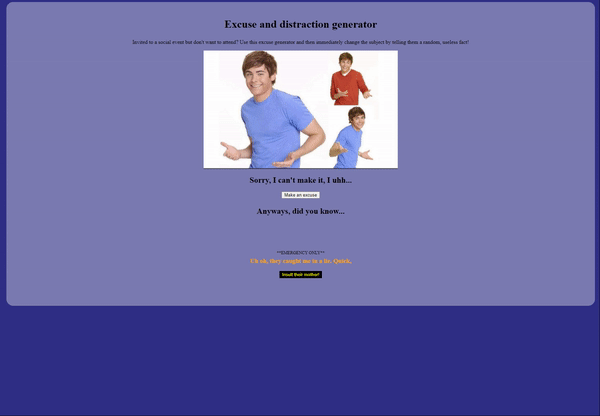 Excuse and distraction generator
Invited to a social event but don't want to attend? Use this excuse generator and then immediately change the subject by telling them a random, useless fact!
Sorry, I can't make it, I uhh...
Make an excuse
Anyways, did you know...
**EMERGENCY ONLY**
Uh oh, they caught me in a lie. Quick,
Insult their mother!